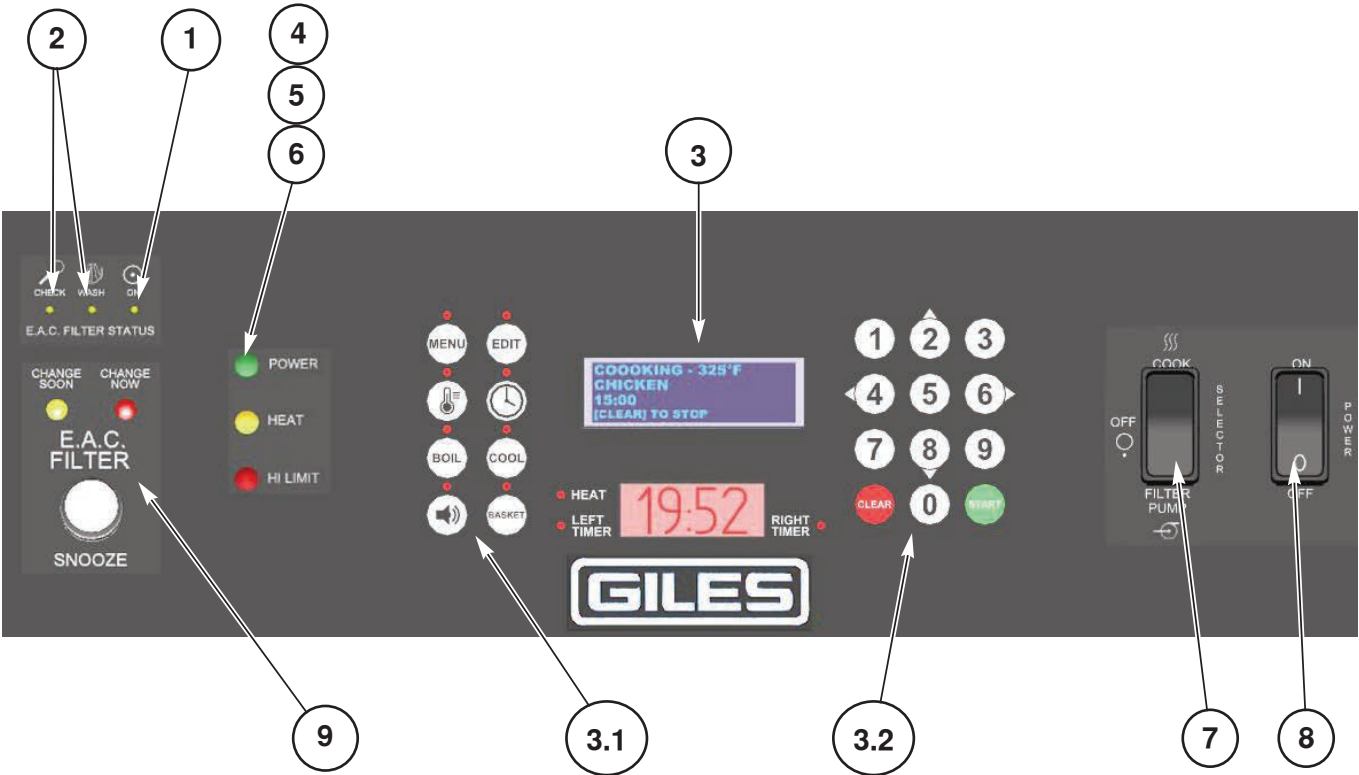 2
1
4
5
6
3
CHECK WASH ON
E.A.C. FILTER STATUS
CHANGE SOON
CHANGE NOW
E.A.C.
FILTER
SNOOZE
POWER
HEAT
HI LIMIT
MENU EDIT
BOIL COOL
BASKET
COOOKING - 325°F
CHICKEN
15:00
[CLEAR] TO STOP
HEAT
LEFT TIMER
19:52
RIGHT TIMER
GILES
1 2 3
4 5 6
7 8 9
CLEAR 0 START
COOK
OFF
SELECTOR
FILTER
PUMP
ON
I
O
OFF
POWER
9
3.1
3.2
7
8